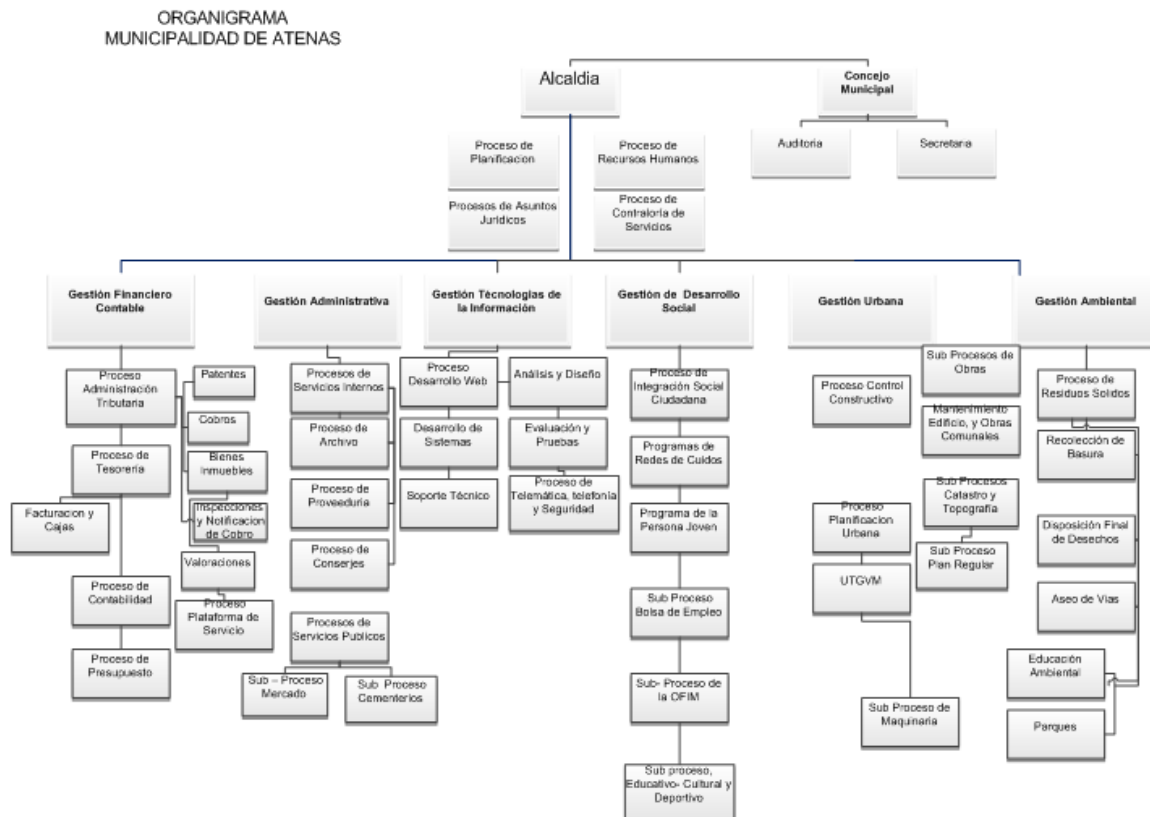 ORGANIGRAMA
MUNICIPALIDAD DE ATENAS
Alcaldia
Concejo
Municipal
Auditoria
Secretaria
Proceso de
Planificacion
Proceso de
Recursos Humanos
Procesos de Asuntos
Jurídicos
Proceso de
Contraloría de
Servicios
Gestión Financiero
Contable
Gestión Administrativa
Gestión Técnologias de
la Información
Gestión de Desarrollo
Social
Gestión Urbana
Gestión Ambiental
Proceso
Administración
Tributaria
Patentes
Cobros
Bienes
Inmuebles
Inspecciones
y Notificacion
de Cobro
Valoraciones
Proceso
Plataforma de
Servicio
Proceso de
Tesorería
Facturacion y
Cajas
Proceso de
Contabilidad
Proceso de
Presupuesto
Procesos de
Servicios Internos
Proceso de
Archivo
Proceso de
Proveeduria
Proceso de
Conserjes
Procesos de
Servicios Publicos
Sub – Proceso
Mercado
Sub Proceso
Cementerios
Proceso
Desarrollo Web
Desarrollo de
Sistemas
Soporte Técnico
Análisis y Diseño
Evaluación y
Pruebas
Proceso de
Telemática, telefonía
y Seguridad
Proceso de
Integración Social
Ciudadana
Programas de
Redes de Cuidos
Programa de la
Persona Joven
Sub Proceso
Bolsa de Empleo
Sub- Proceso de
la OFIM
Sub proceso,
Educativo- Cultural y
Deportivo
Proceso Control
Constructivo
Sub Procesos de
Obras
Mantenimiento
Edificio, y Obras
Comunales
Proceso
Planificacion
Urbana
Sub Procesos
Catastro y
Topografía
Sub Proceso
Plan Regular
UTGVM
Sub Proceso de
Maquinaria
Proceso de
Residuos Solidos
Recolección de
Basura
Disposición Final
de Desechos
Aseo de Vias
Educación
Ambiental
Parques